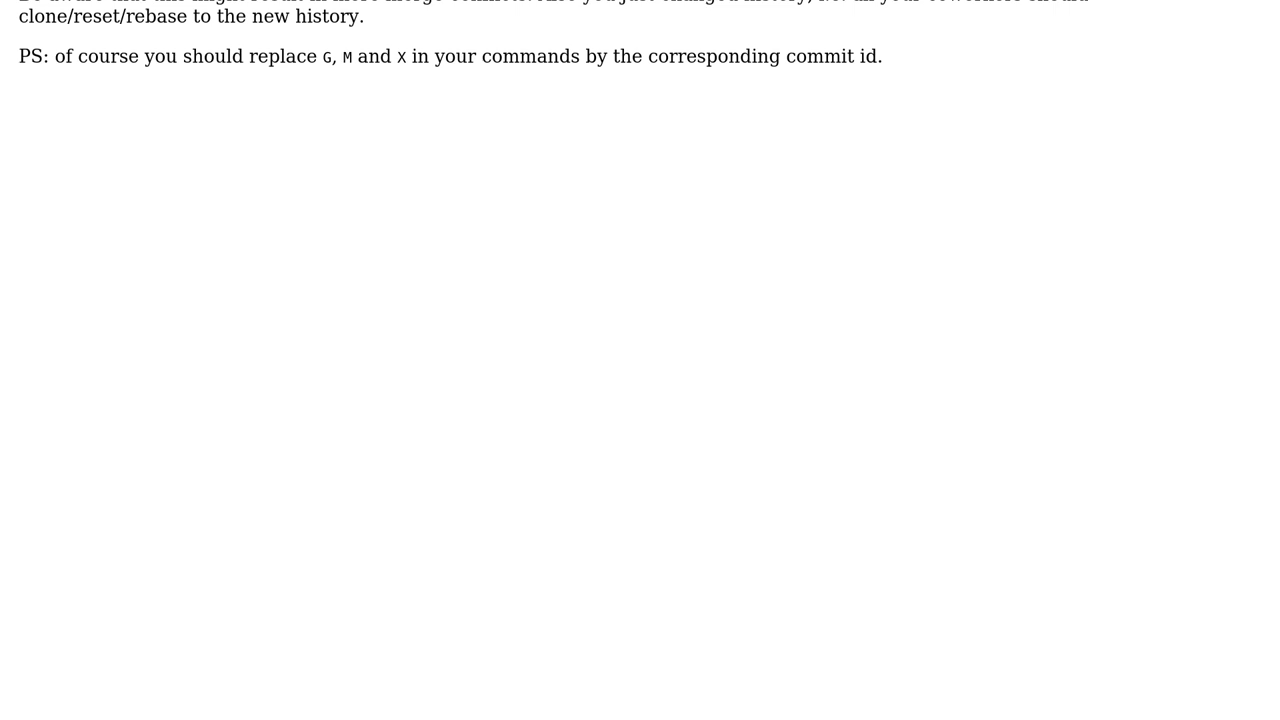 clone/reset/rebase to the new history.
PS: of course you should replace G, M and X in your commands by the corresponding commit id.